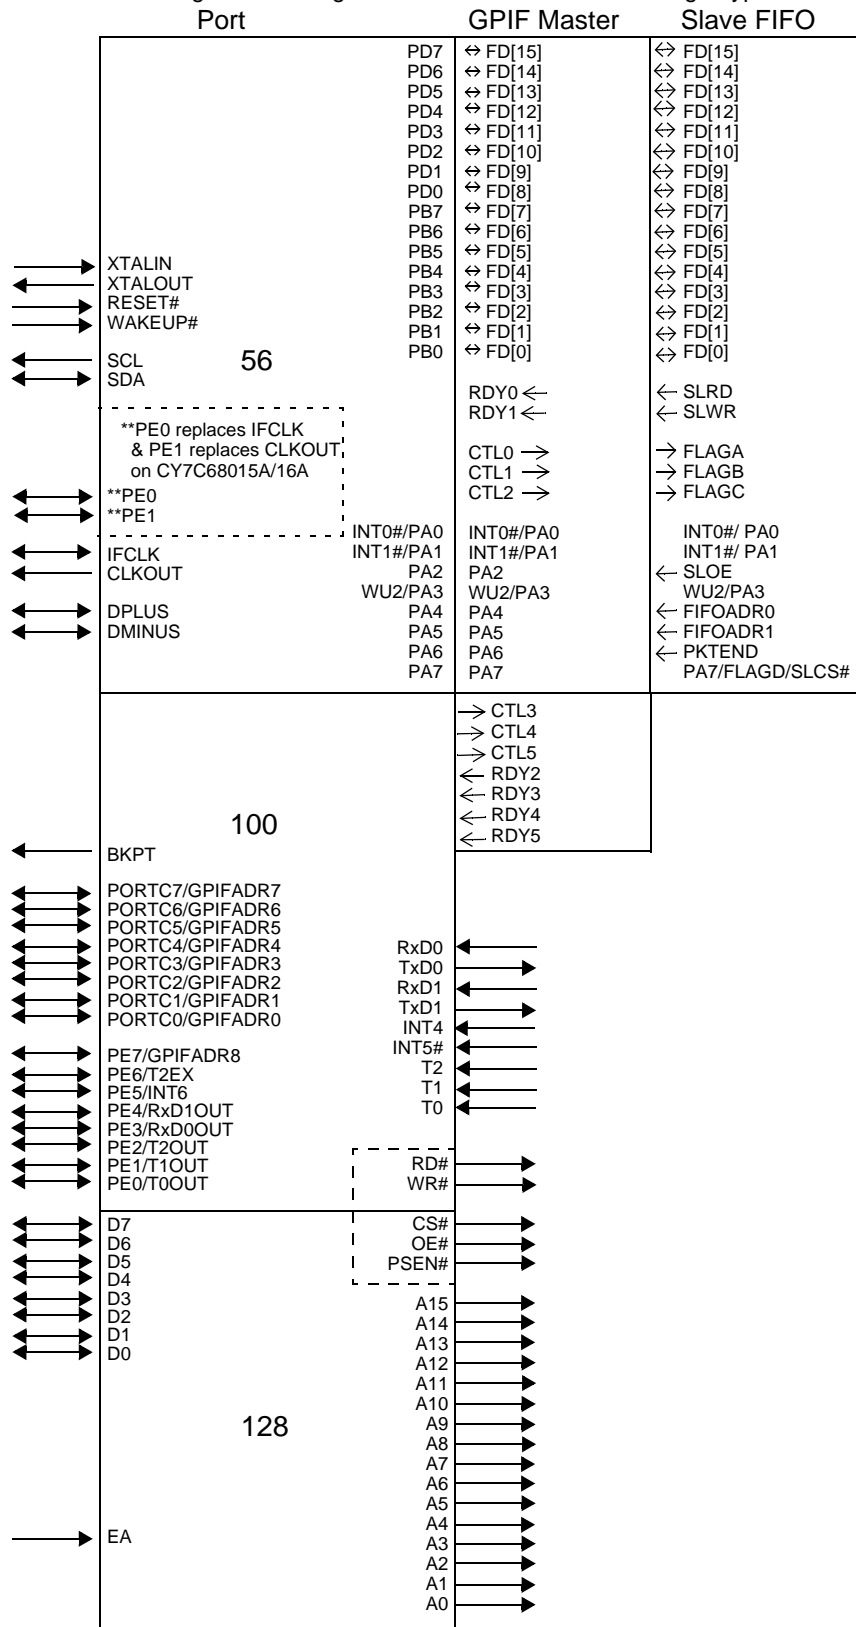 Port GPIF Master Slave FIFO
PD7 ↔ FD[15] ↔ FD[15]
PD6 ↔ FD[14] ↔ FD[14]
PD5 ↔ FD[13] ↔ FD[13]
PD4 ↔ FD[12] ↔ FD[12]
PD3 ↔ FD[11] ↔ FD[11]
PD2 ↔ FD[10] ↔ FD[10]
PD1 ↔ FD[9] ↔ FD[9]
PD0 ↔ FD[8] ↔ FD[8]
PB7 ↔ FD[7] ↔ FD[7]
PB6 ↔ FD[6] ↔ FD[6]
PB5 ↔ FD[5] ↔ FD[5]
PB4 ↔ FD[4] ↔ FD[4]
PB3 ↔ FD[3] ↔ FD[3]
PB2 ↔ FD[2] ↔ FD[2]
PB1 ↔ FD[1] ↔ FD[1]
PB0 ↔ FD[0] ↔ FD[0]
XTALIN
XTALOUT
RESET#
WAKEUP#
SCL
SDA
56
RDY0 ← ← SLRD
RDY1 ← ← SLWR
**PE0 replaces IFCLK
& PE1 replaces CLKOUT
on CY7C68015A/16A
**PE0
**PE1
CTL0 → → FLAGA
CTL1 → → FLAGB
CTL2 → → FLAGC
IFCLK
CLKOUT
DPLUS
DMINUS
INT0#/PA0 INT0#/PA0 INT0#/ PA0
INT1#/PA1 INT1#/PA1 INT1#/ PA1
PA2 PA2 ← SLOE
WU2/PA3 WU2/PA3 WU2/PA3
PA4 PA4 ← FIFOADR0
PA5 PA5 ← FIFOADR1
PA6 PA6 ← PKTEND
PA7 PA7 PA7/FLAGD/SLCS#
→ CTL3
→ CTL4
→ CTL5
← RDY2
← RDY3
← RDY4
← RDY5
100
BKPT
PORTC7/GPIFADR7
PORTC6/GPIFADR6
PORTC5/GPIFADR5
PORTC4/GPIFADR4
PORTC3/GPIFADR3
PORTC2/GPIFADR2
PORTC1/GPIFADR1
PORTC0/GPIFADR0
PE7/GPIFADR8
PE6/T2EX
PE5/INT6
PE4/RxD1OUT
PE3/RxD0OUT
PE2/T2OUT
PE1/T1OUT
PE0/T0OUT
RxD0
TxD0
RxD1
TxD1
INT4
INT5#
T2
T1
T0
RD#
WR#
CS#
OE#
PSEN#
D7
D6
D5
D4
D3
D2
D1
D0
128
EA
A15
A14
A13
A12
A11
A10
A9
A8
A7
A6
A5
A4
A3
A2
A1
A0